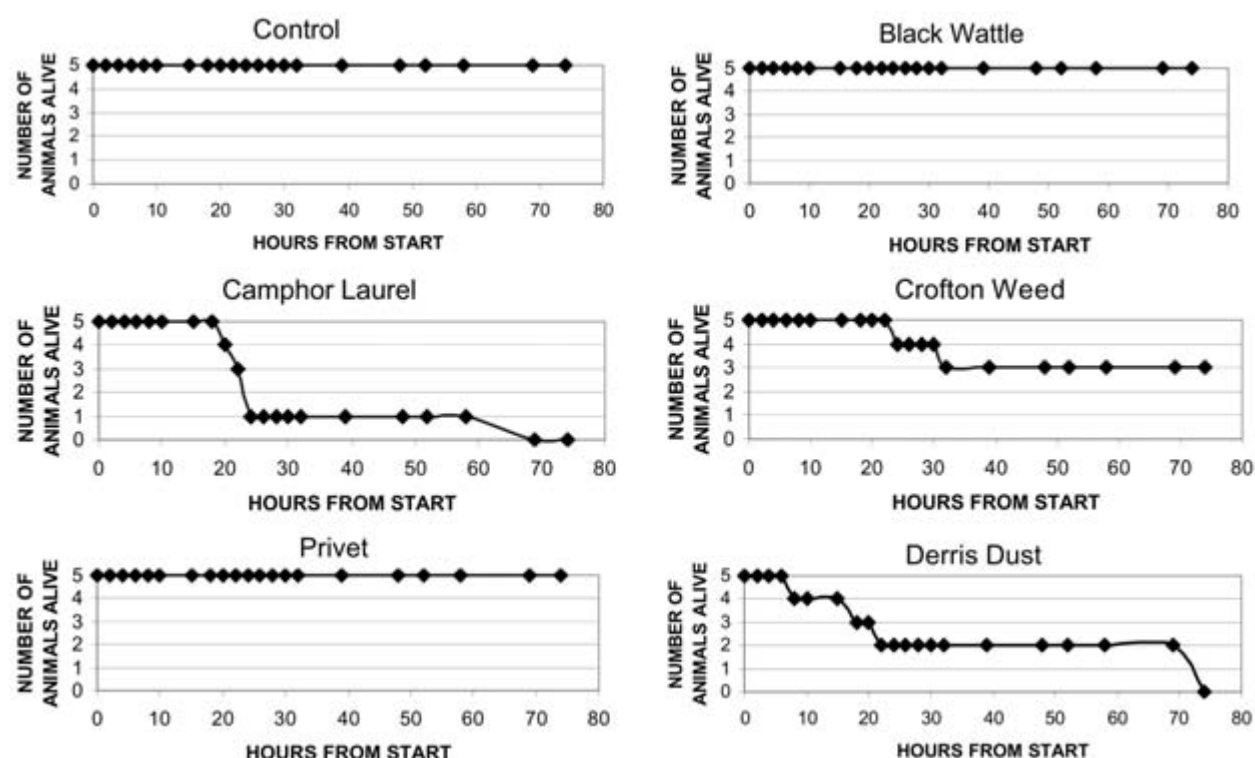 Control
NUMBER OF
ANIMALS ALIVE
5
4
3
2
1
0
0 10 20 30 40 50 60 70 80
HOURS FROM START
Black Wattle
NUMBER OF
ANIMALS ALIVE
5
4
3
2
1
0
0 10 20 30 40 50 60 70 80
HOURS FROM START
Camphor Laurel
NUMBER OF
ANIMALS ALIVE
5
4
3
2
1
0
0 10 20 30 40 50 60 70 80
HOURS FROM START
Crofton Weed
NUMBER OF
ANIMALS ALIVE
5
4
3
2
1
0
0 10 20 30 40 50 60 70 80
HOURS FROM START
Privet
NUMBER OF
ANIMALS ALIVE
5
4
3
2
1
0
0 10 20 30 40 50 60 70 80
HOURS FROM START
Derris Dust
NUMBER OF
ANIMALS ALIVE
5
4
3
2
1
0
0 10 20 30 40 50 60 70 80
HOURS FROM START